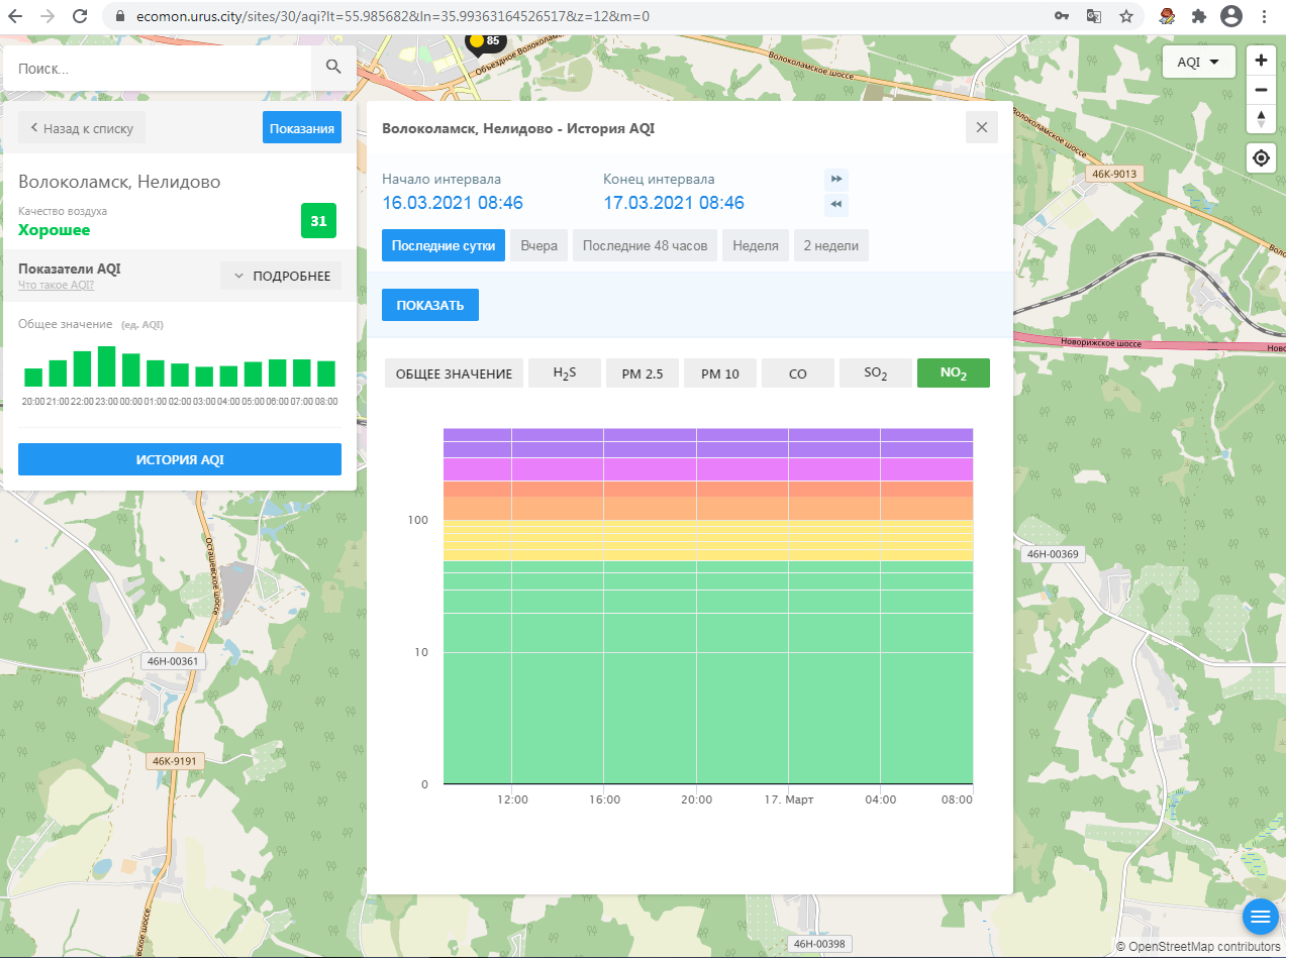 ecomon.urus.city/sites/30/aqi?lt=55.985682&ln=35.99363164526517&z=12&m=0
85
Объездное Волоколам
Волоколамское шоссе
Поиск...
AQI
Назад к списку
Показания
Волоколамск, Нелидово - История AQI
Волоколамское шоссе
46К-9013
Волоколамск, Нелидово
Качество воздуха
Хорошее
31
Начало интервала
Конец интервала
16.03.2021 08:46
17.03.2021 08:46
Последние сутки
Вчера
Последние 48 часов
Неделя
2 недели
Показатели AQI
Что такое AQI?
ПОДРОБНЕЕ
ПОКАЗАТЬ
Общее значение (ед. AQI)
20:00 21:00 22:00 23:00 00:00 01:00 02:00 03:00 04:00 05:00 06:00 07:00 08:00
ИСТОРИЯ AQI
Новорижское шоссе
Ново
ОБЩЕЕ ЗНАЧЕНИЕ
H2S
PM 2.5
PM 10
CO
SO2
NO2
100
10
0
12:00
16:00
20:00
17. Март
04:00
08:00
Осташевское шоссе
46Н-00369
46Н-00361
46К-9191
46Н-00398
© OpenStreetMap contributors